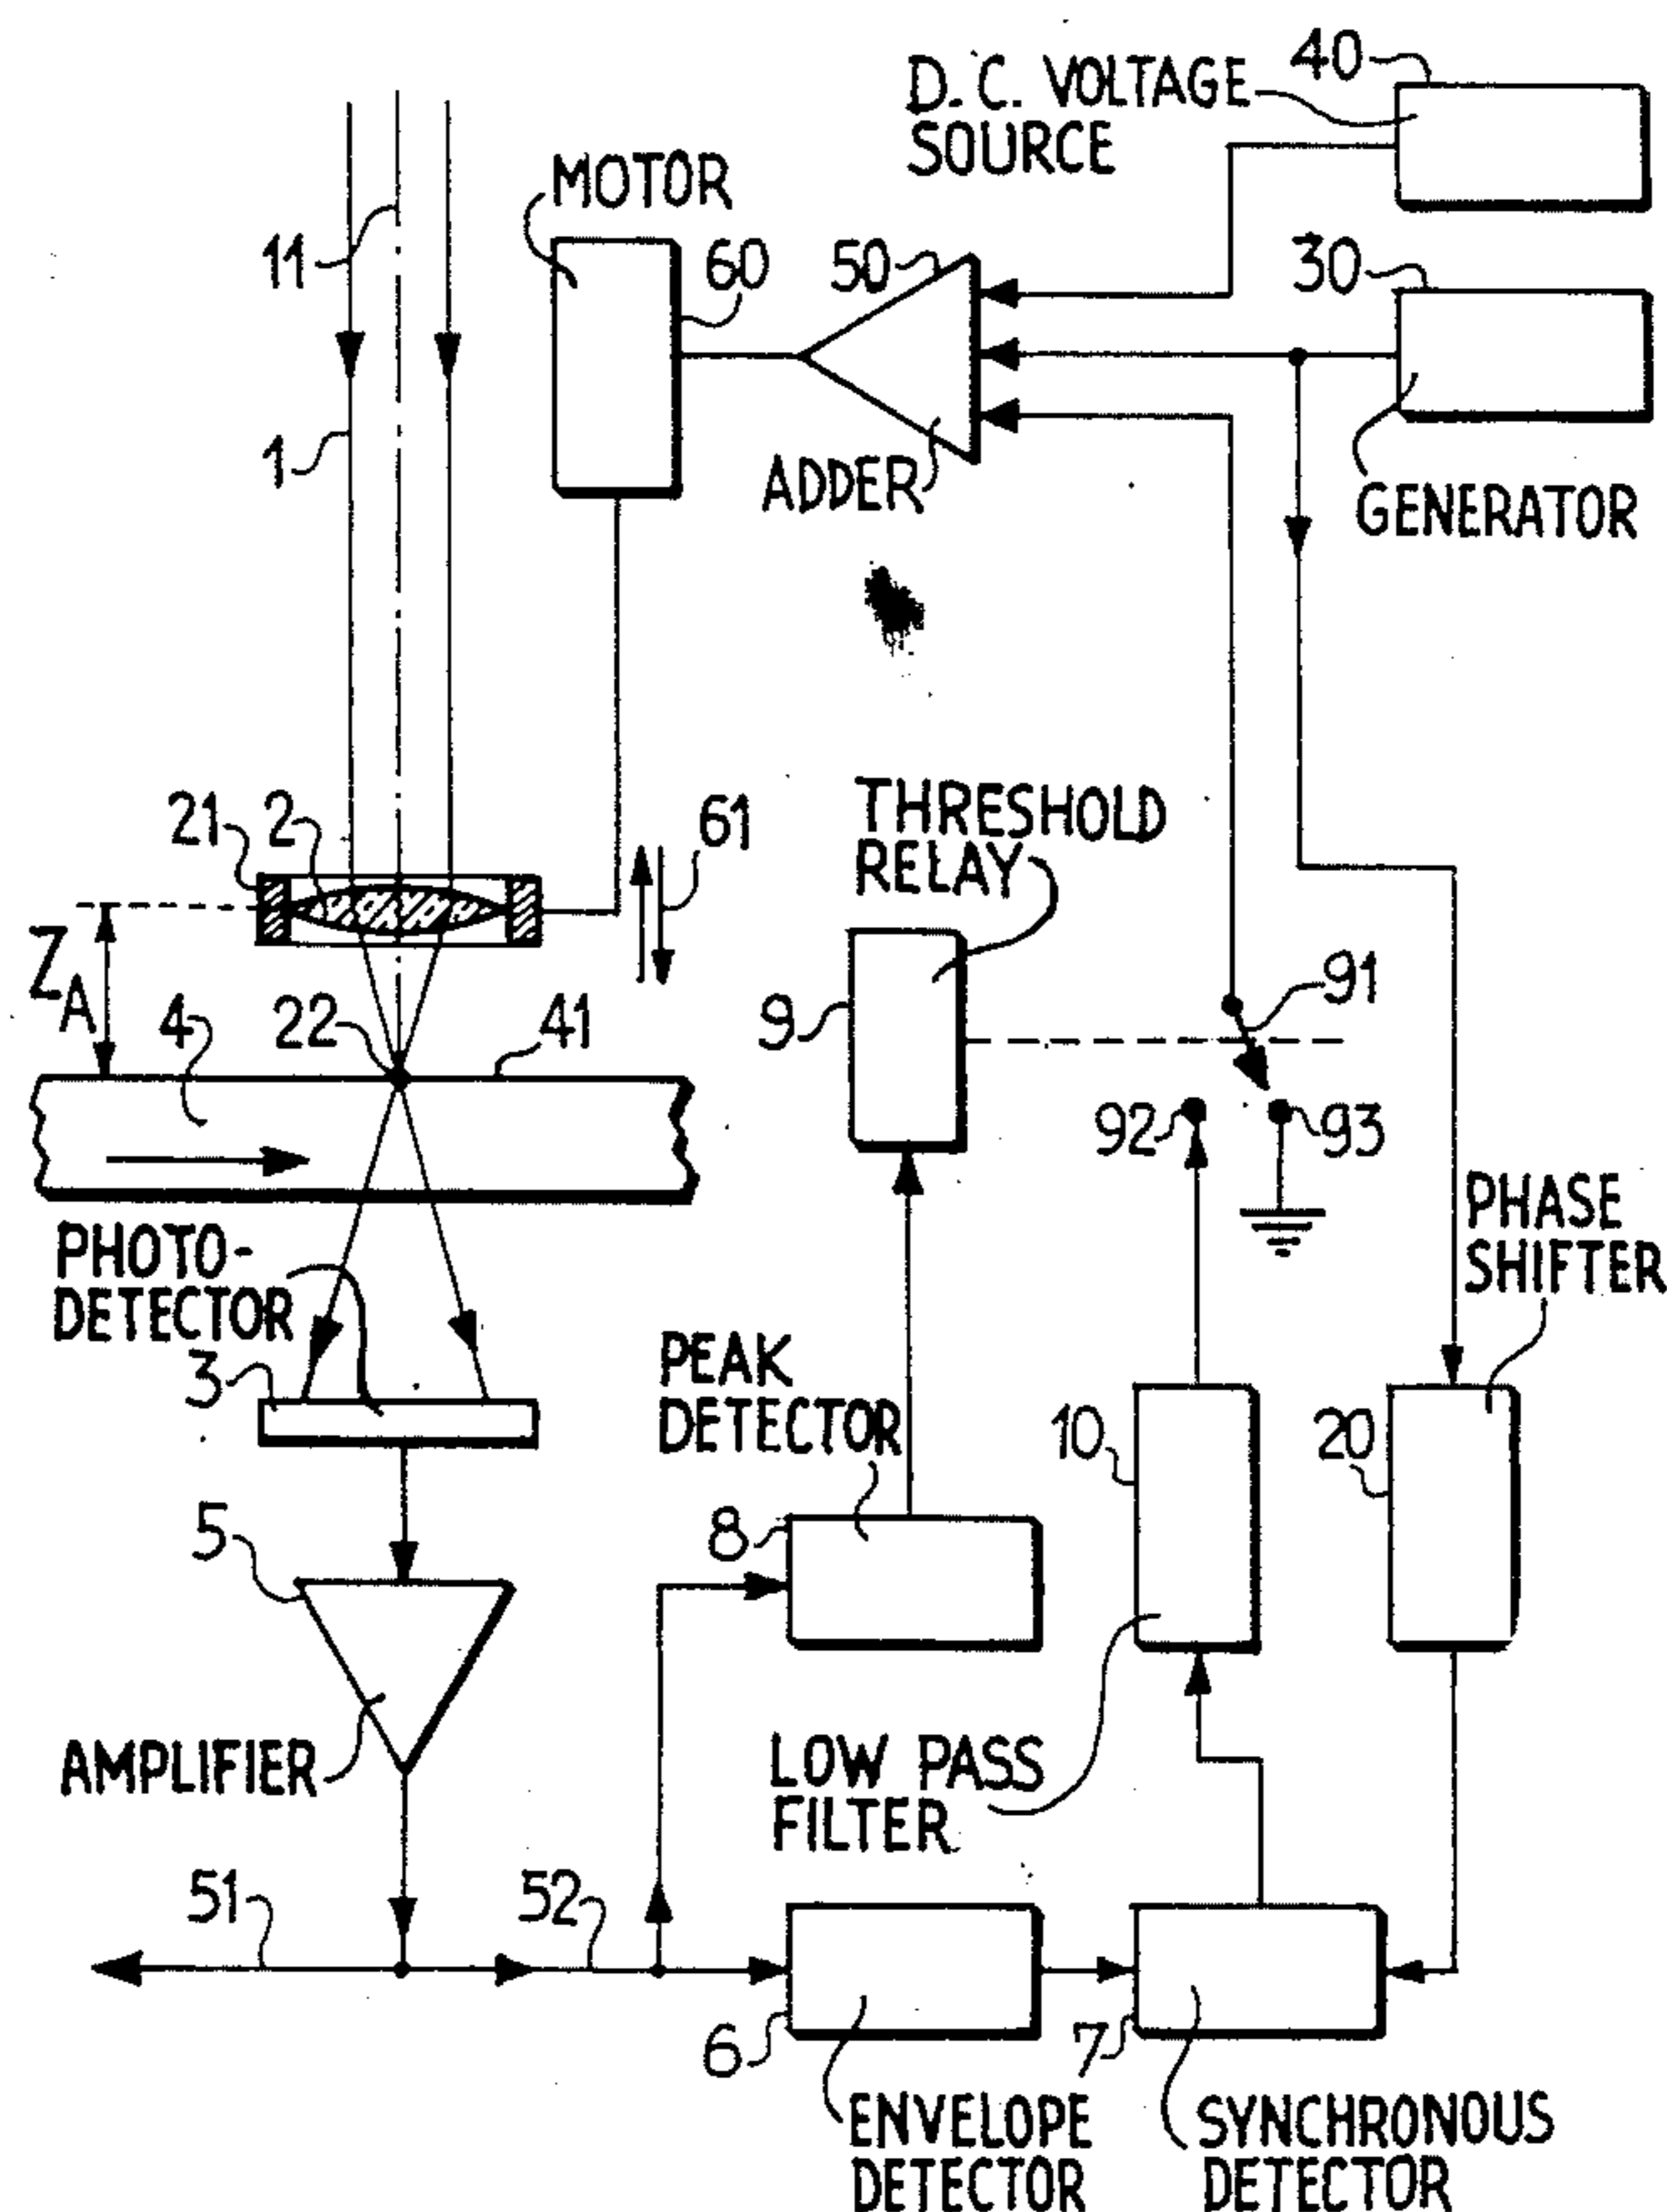 40
D.C. VOLTAGE
SOURCE
MOTOR
11
60
50
30
1
ADDER
GENERATOR
21
2
61
THRESHOLD
RELAY
Z A
4
22
41
9
91
92
93
PHOTO-
DETECTOR
PHASE
SHIFTER
3
PEAK
DETECTOR
10
20
5
8
AMPLIFIER
LOW PASS
FILTER
51
52
6
7
ENVELOPE
DETECTOR
SYNCHRONOUS
DETECTOR